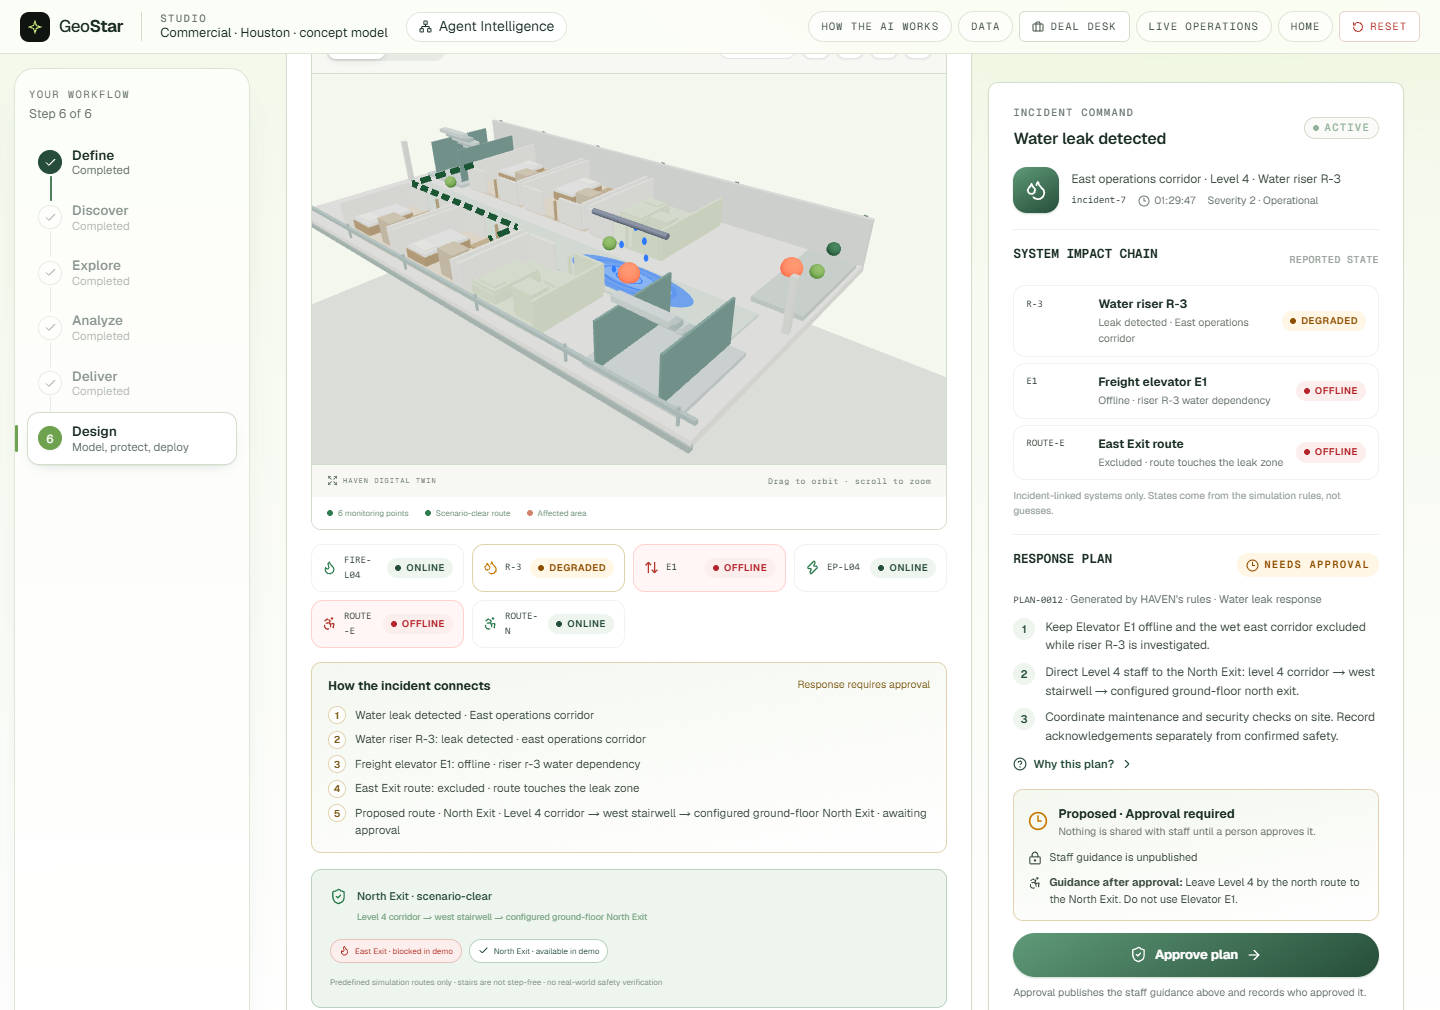 GeoStar
STUDIO
Commercial · Houston · concept model
Agent Intelligence
HOW THE AI WORKS
DATA
DEAL DESK
LIVE OPERATIONS
HOME
RESET
YOUR WORKFLOW
Step 6 of 6
Define
Completed
Discover
Completed
Explore
Completed
Analyze
Completed
Deliver
Completed
6
Design
Model, protect, deploy
HAVEN DIGITAL TWIN
Drag to orbit · scroll to zoom
6 monitoring points
Scenario-clear route
Affected area
FIRE-
L04
ONLINE
R-3
DEGRADED
E1
OFFLINE
EP-L04
ONLINE
ROUTE
-E
OFFLINE
ROUTE-
N
ONLINE
How the incident connects
Response requires approval
1 Water leak detected · East operations corridor
2 Water riser R-3: leak detected · east operations corridor
3 Freight elevator E1: offline · riser r-3 water dependency
4 East Exit route: excluded · route touches the leak zone
5 Proposed route · North Exit · Level 4 corridor → west stairwell → configured ground-floor North Exit · awaiting
approval
North Exit · scenario-clear
Level 4 corridor → west stairwell → configured ground-floor North Exit
East Exit · blocked in demo
North Exit · available in demo
Predefined simulation routes only · stairs are not step-free · no real-world safety verification
INCIDENT COMMAND
Water leak detected
ACTIVE
East operations corridor · Level 4 · Water riser R-3
incident-7
01:29:47
Severity 2 · Operational
SYSTEM IMPACT CHAIN
REPORTED STATE
R-3
Water riser R-3
Leak detected · East operations
corridor
DEGRADED
E1
Freight elevator E1
Offline · riser R-3 water dependency
OFFLINE
ROUTE-E
East Exit route
Excluded · route touches the leak zone
OFFLINE
Incident-linked systems only. States come from the simulation rules, not
guesses.
RESPONSE PLAN
NEEDS APPROVAL
PLAN-0012 · Generated by HAVEN's rules · Water leak response
1 Keep Elevator E1 offline and the wet east corridor excluded
while riser R-3 is investigated.
2 Direct Level 4 staff to the North Exit: level 4 corridor → west
stairwell → configured ground-floor north exit.
3 Coordinate maintenance and security checks on site. Record
acknowledgements separately from confirmed safety.
Why this plan?
Proposed · Approval required
Nothing is shared with staff until a person approves it.
Staff guidance is unpublished
Guidance after approval: Leave Level 4 by the north route to
the North Exit. Do not use Elevator E1.
Approve plan →
Approval publishes the staff guidance above and records who approved it.